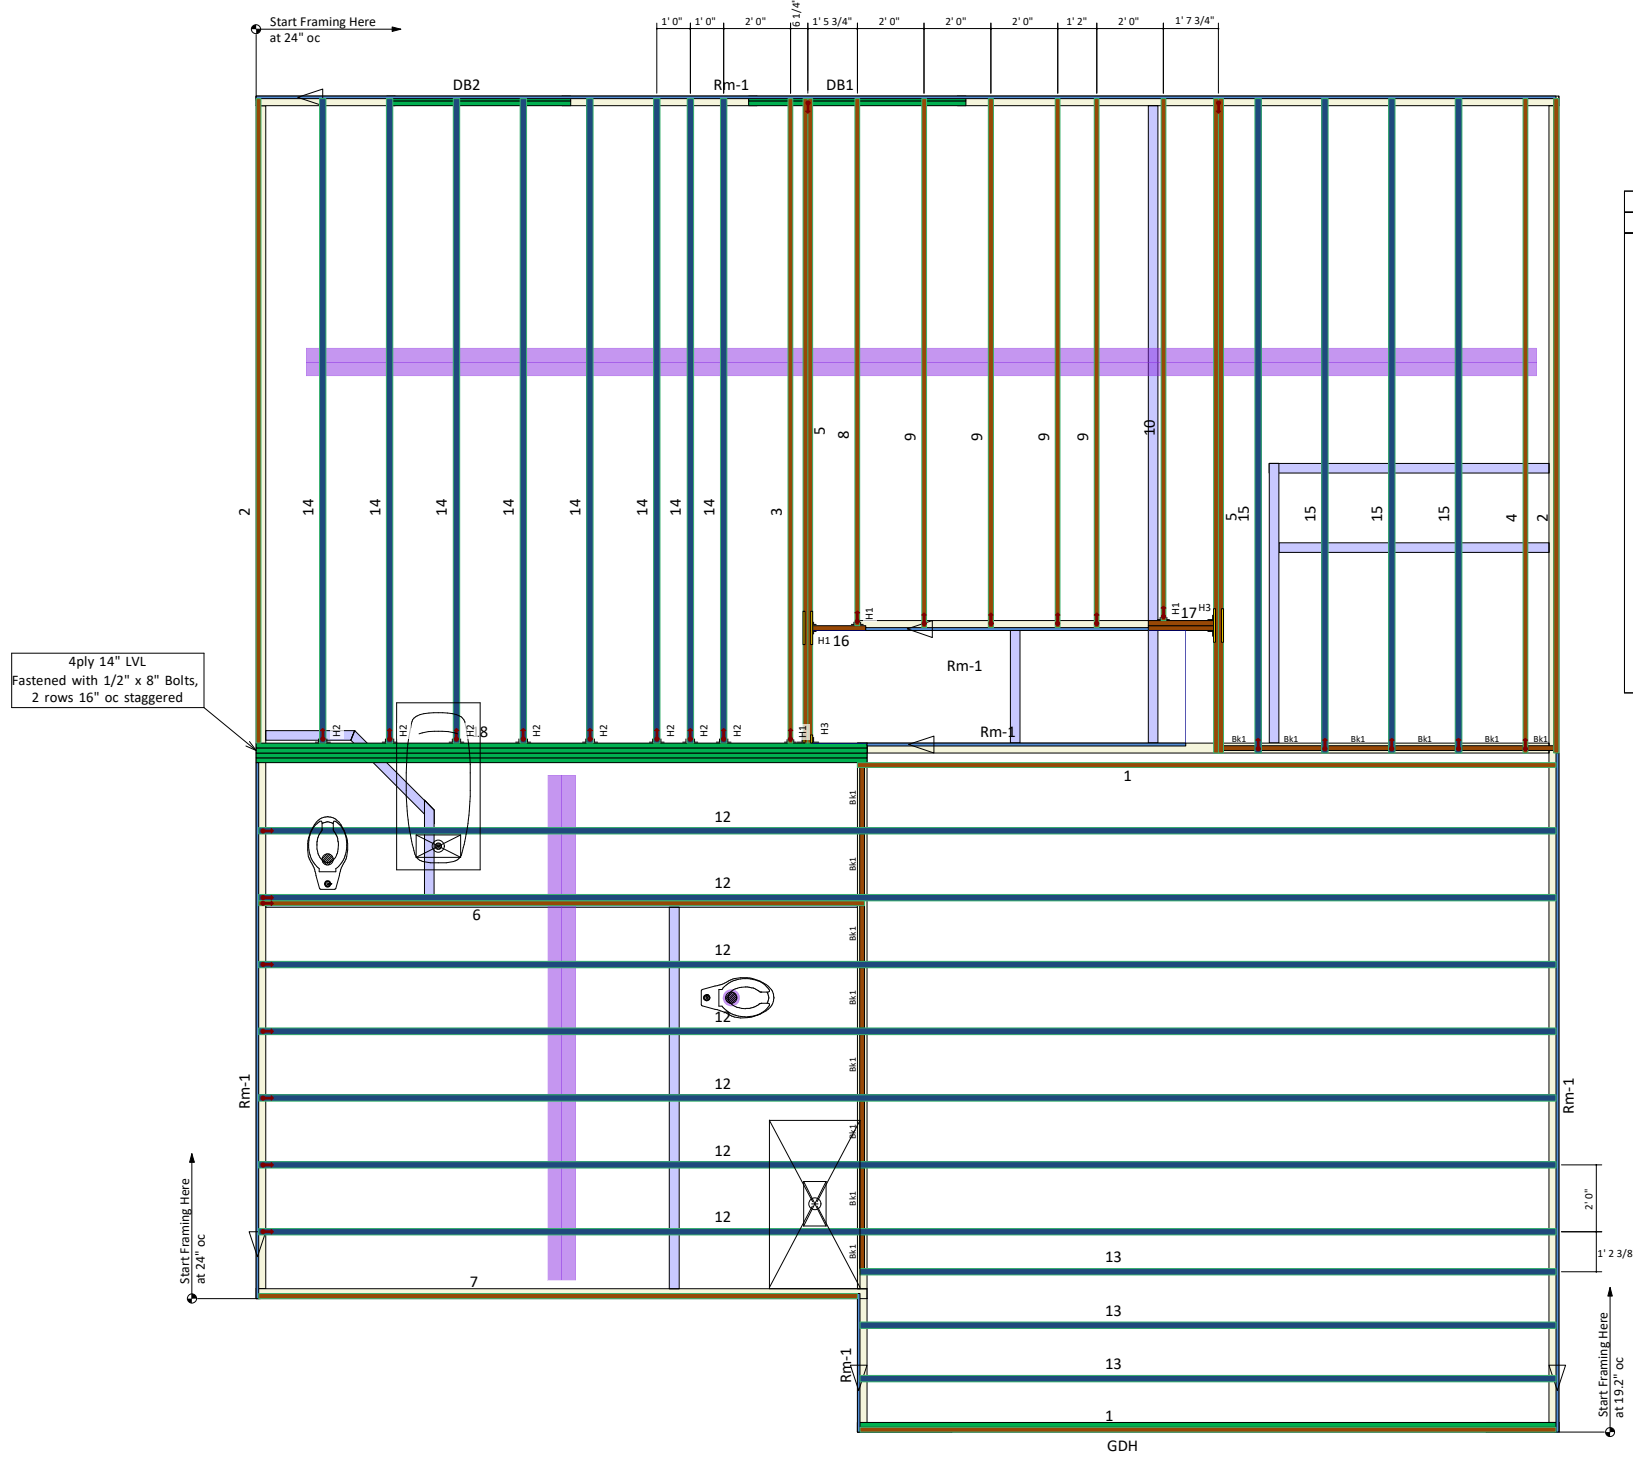 Start Framing Here
at 24" oc
1' 0"
1' 0"
2' 0"
6 1/4"
1' 5 3/4"
2' 0"
2' 0"
2' 0"
1' 2"
2' 0"
1' 7 3/4"
DB2
Rm-1
DB1
2
14
14
14
14
14
14
14
14
3
5
8
9
9
9
9
10
5
15
15
15
15
4
2
H1
H1
17
H3
H1
16
Rm-1
4ply 14" LVL
Fastened with 1/2" x 8" Bolts,
2 rows 16" oc staggered
H2
H2
H2
18
H2
H2
H2
H2
H2
H1
H3
Rm-1
Bk1
Bk1
Bk1
Bk1
Bk1
1
Bk1
12
Bk1
12
6
Bk1
12
Bk1
12
Bk1
12
Rm-1
Rm-1
Bk1
12
Bk1
12
Bk1
2' 0"
1' 2 3/8
13
Start Framing Here
at 24" oc
7
13
Rm-1
13
Start Framing Here
at 19.2" oc
1
GDH